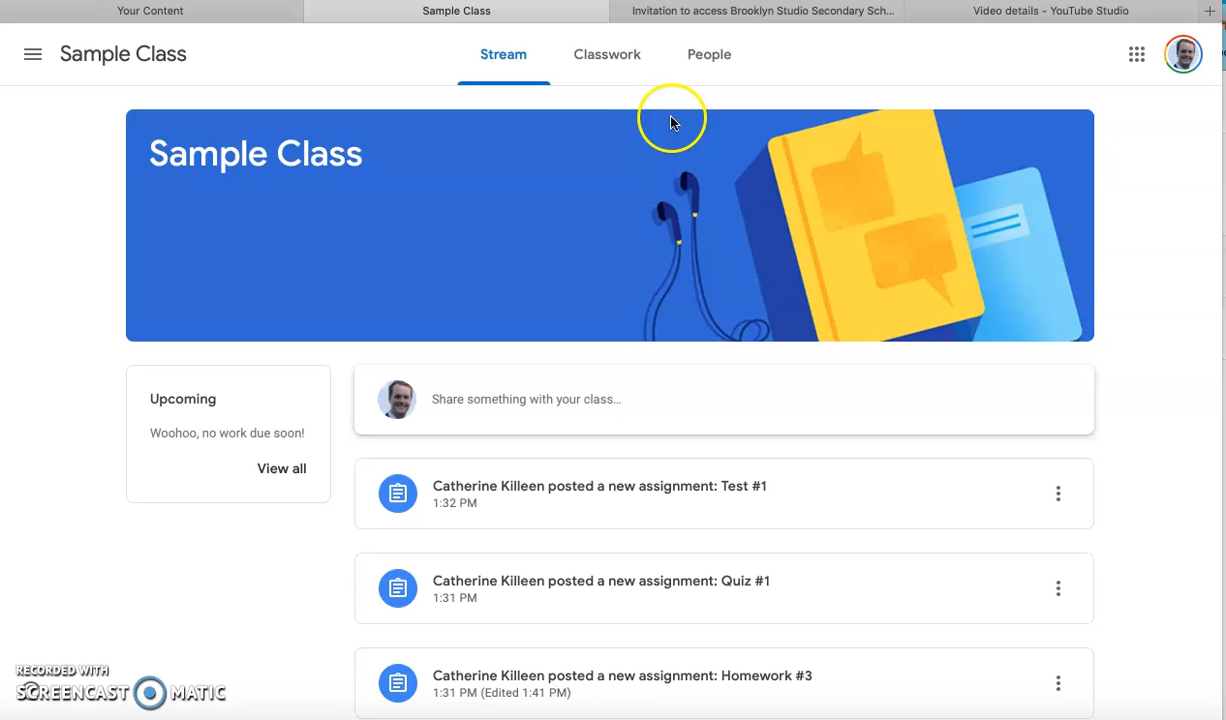 Your Content
Sample Class
Invitation to access Brooklyn Studio Secondary Sch...
Video details - YouTube Studio
Sample Class
Stream
Classwork
People
Sample Class
Upcoming
Woohoo, no work due soon!
View all
Share something with your class...
Catherine Killeen posted a new assignment: Test #1
1:32 PM
Catherine Killeen posted a new assignment: Quiz #1
1:31 PM
Catherine Killeen posted a new assignment: Homework #3
1:31 PM (Edited 1:41 PM)
RECORDED WITH
SCREENCAST MATIC